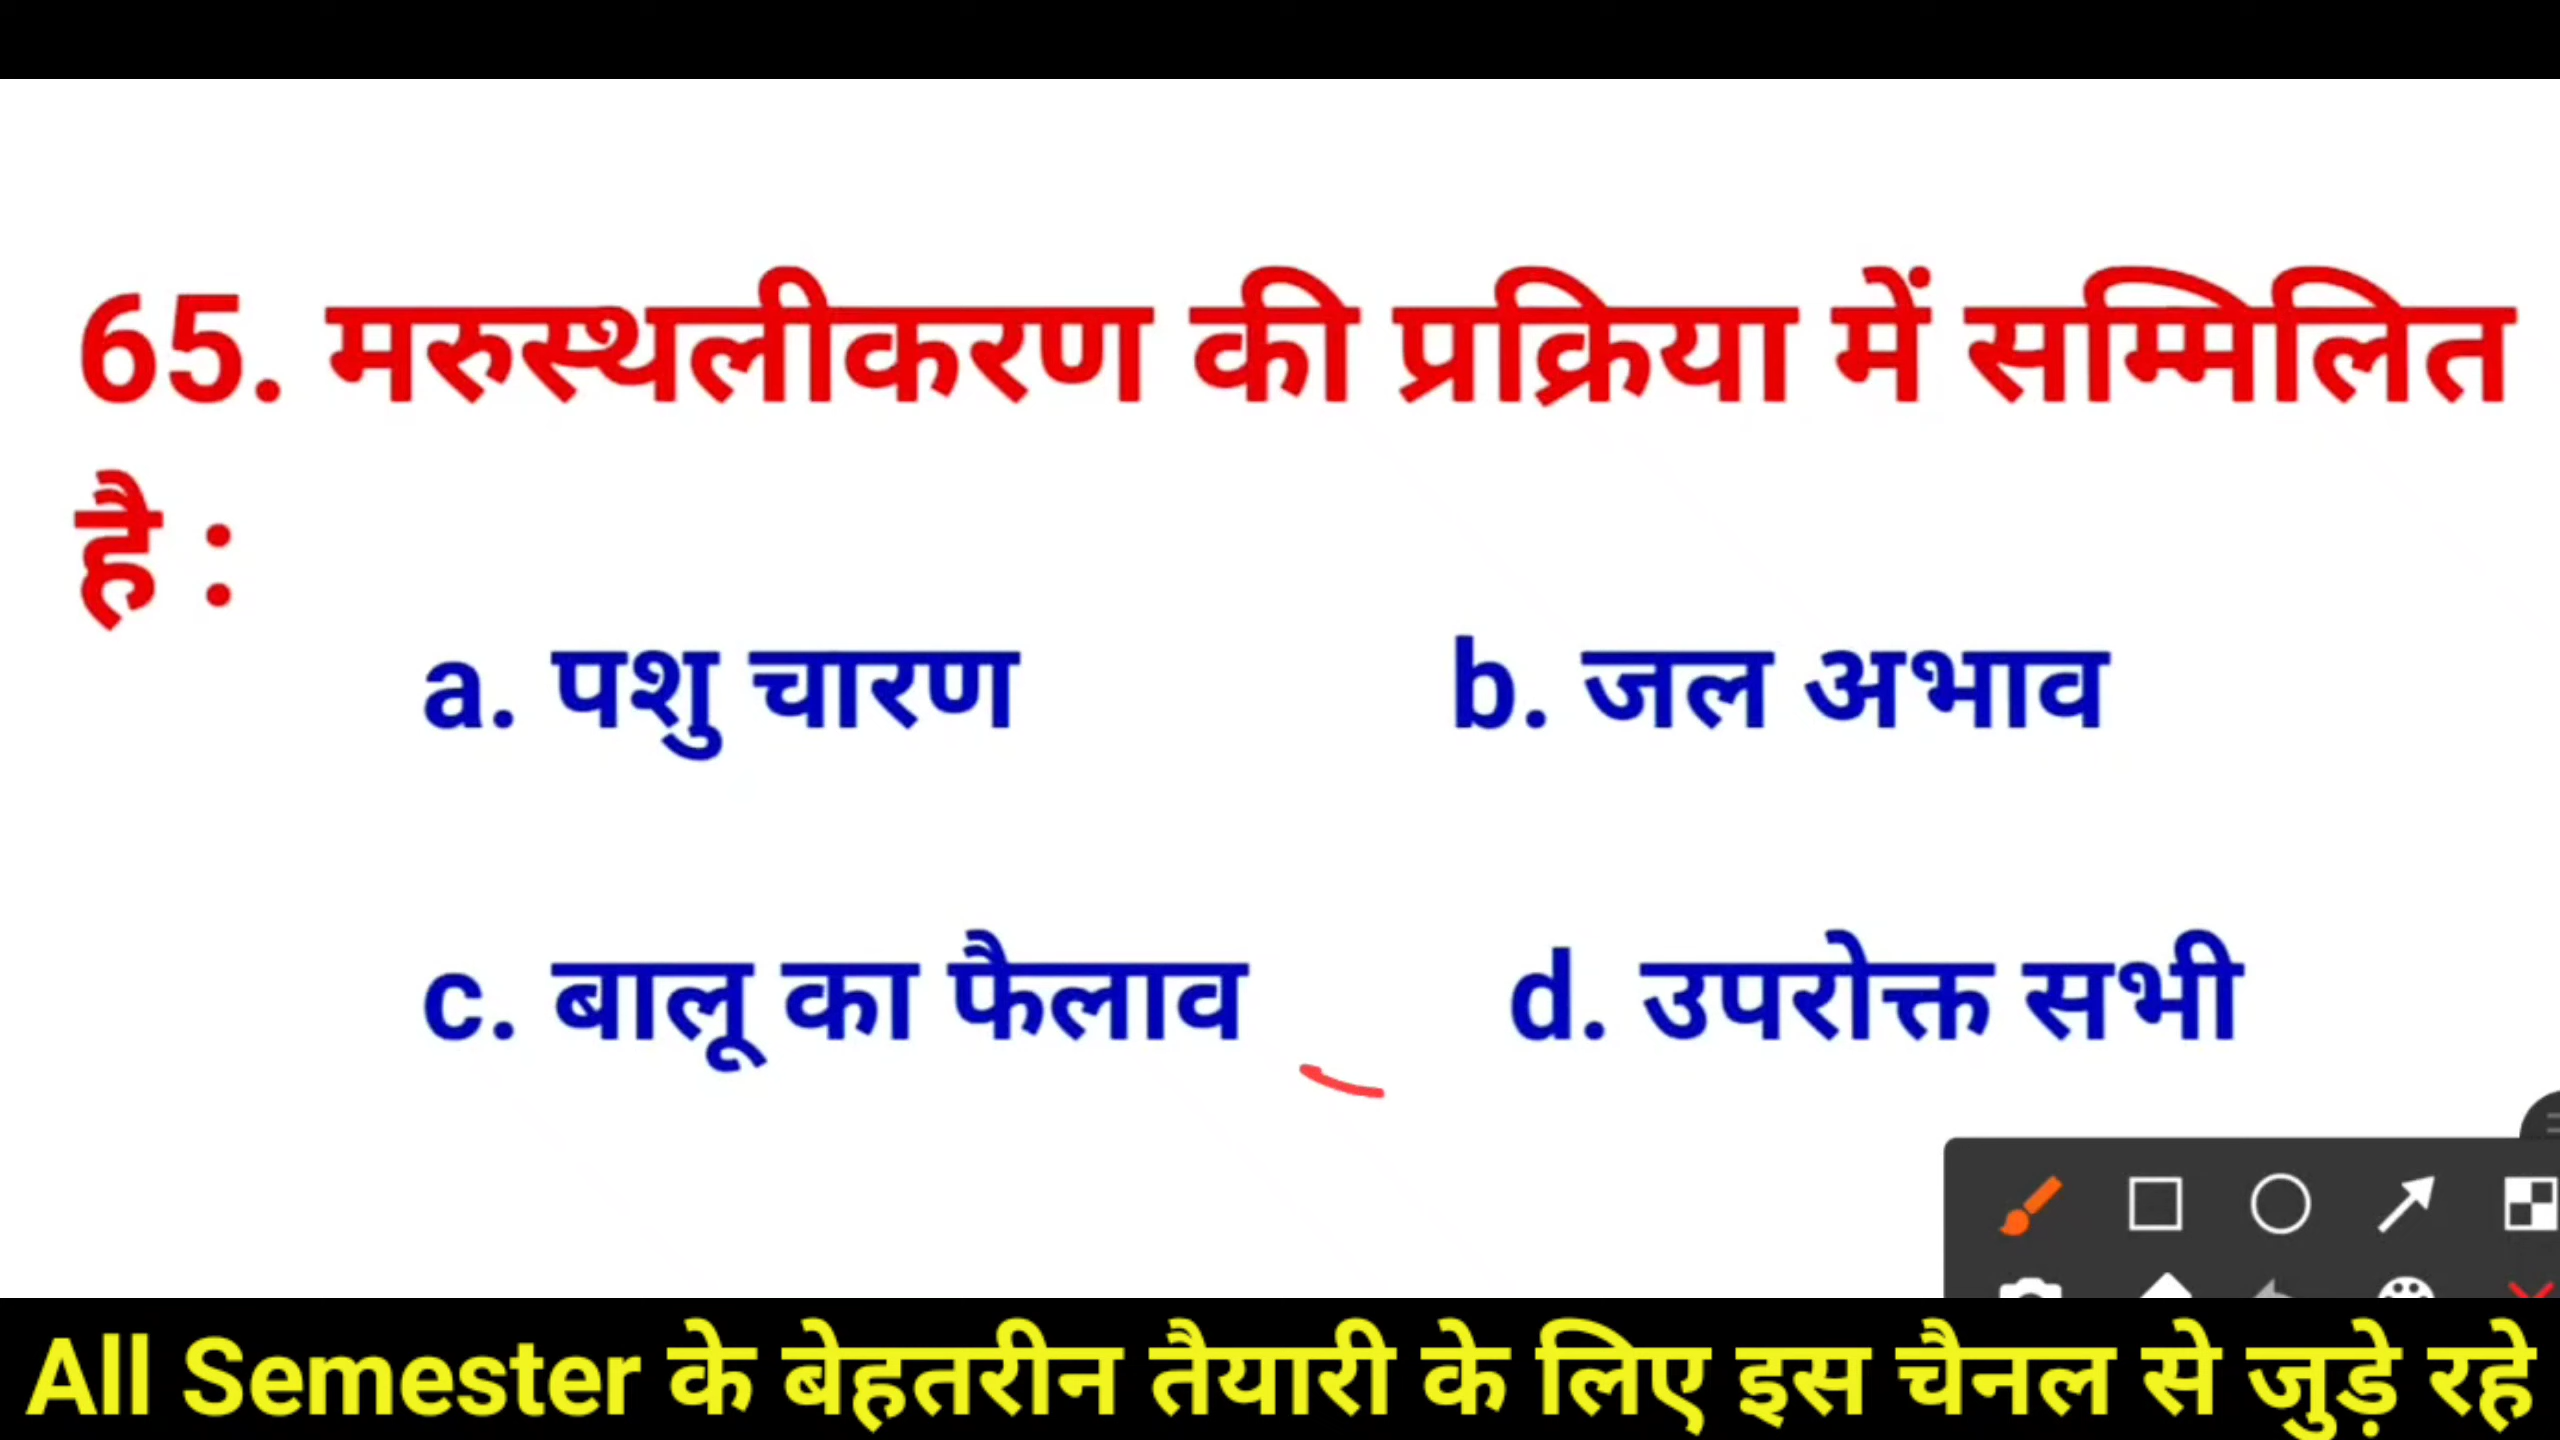 65. मरुस्थलीकरण की प्रक्रिया में सम्मिलित
है :
a. पशु चारण b. जल अभाव
c. बालू का फैलाव d. उपरोक्त सभी
All Semester के बेहतरीन तैयारी के लिए इस चैनल से जुड़े रहे